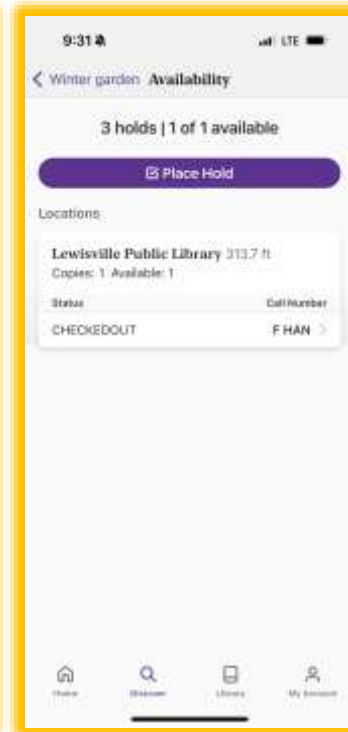 9:31 LTE
Winter garden Availability
3 holds | 1 of 1 available
Place Hold
Locations
Lewisville Public Library 313.7 ft
Copies: 1 Available: 1
Status Call Number
CHECKEDOUT F HAN
Home Discover Library My Account